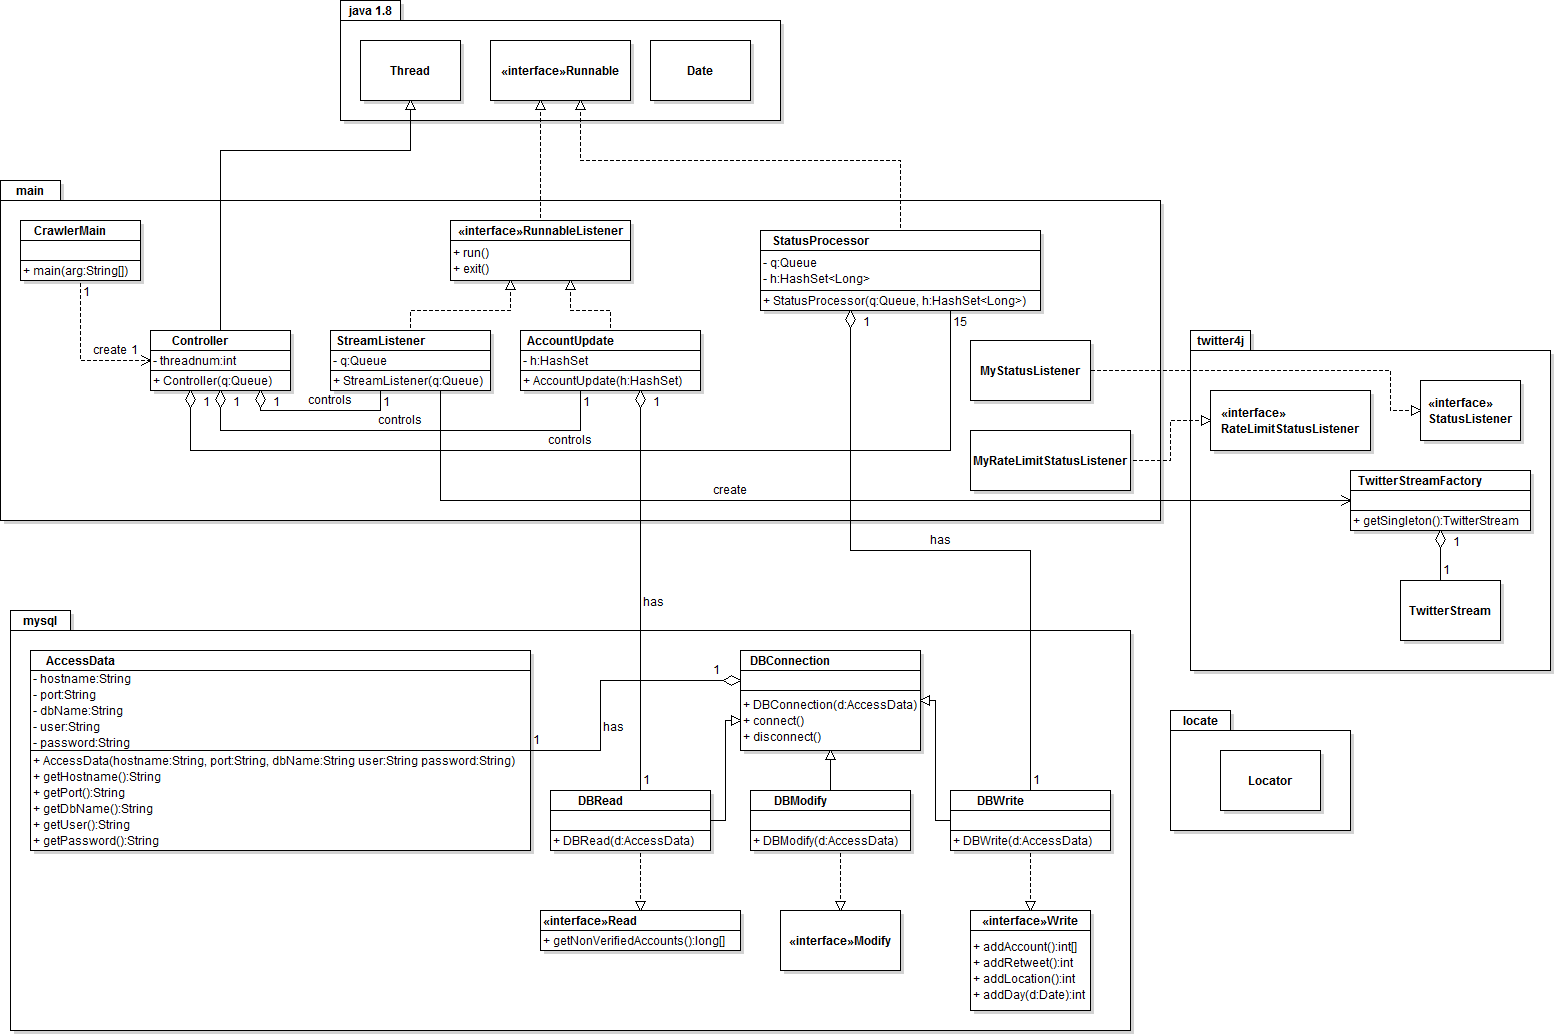 java 1.8
Thread
«interface»Runnable
Date
main
CrawlerMain
+ main(arg:String[])
1
create 1
«interface»RunnableListener
+ run()
+ exit()
StatusProcessor
- q:Queue
- h:HashSet<Long>
+ StatusProcessor(q:Queue, h:HashSet<Long>)
1
15
Controller
- threadnum:int
+ Controller(q:Queue)
1
1
1
StreamListener
- q:Queue
+ StreamListener(q:Queue)
controls
1
AccountUpdate
- h:HashSet
+ AccountUpdate(h:HashSet)
1
1
controls
controls
MyStatusListener
MyRateLimitStatusListener
create
twitter4j
«interface»
RateLimitStatusListener
«interface»
StatusListener
TwitterStreamFactory
+ getSingleton():TwitterStream
1
1
TwitterStream
has
has
mysql
AccessData
- hostname:String
- port:String
- dbName:String
- user:String
- password:String
+ AccessData(hostname:String, port:String, dbName:String user:String password:String)
+ getHostname():String
+ getPort():String
+ getDbName():String
+ getUser():String
+ getPassword():String
1
has
1
DBConnection
+ DBConnection(d:AccessData)
+ connect()
+ disconnect()
1
DBRead
+ DBRead(d:AccessData)
DBModify
+ DBModify(d:AccessData)
1
DBWrite
+ DBWrite(d:AccessData)
«interface»Read
+ getNonVerifiedAccounts():long[]
«interface»Modify
«interface»Write
+ addAccount():int[]
+ addRetweet():int
+ addLocation():int
+ addDay(d:Date):int
locate
Locator